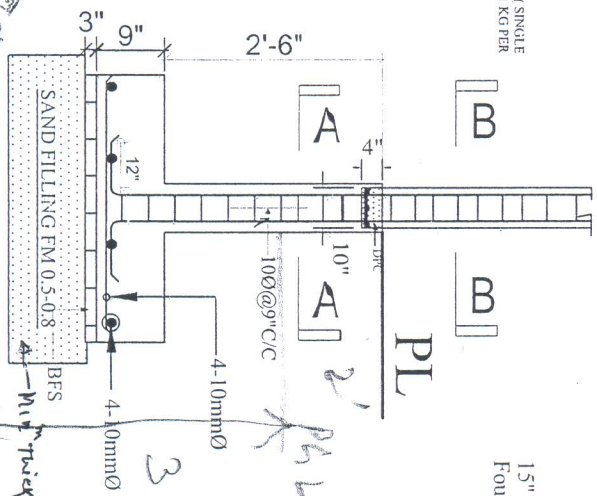 SINGLE
KG PER
3"
9"
2'-6"
B
A
4"
12"
SAND FILLING FM 0.5-0.8
DPC
10"
10Ø@9"C/C
A
B
PL
BFS
4-10mmØ
4-10mmØ
2'
3
15"
Fou